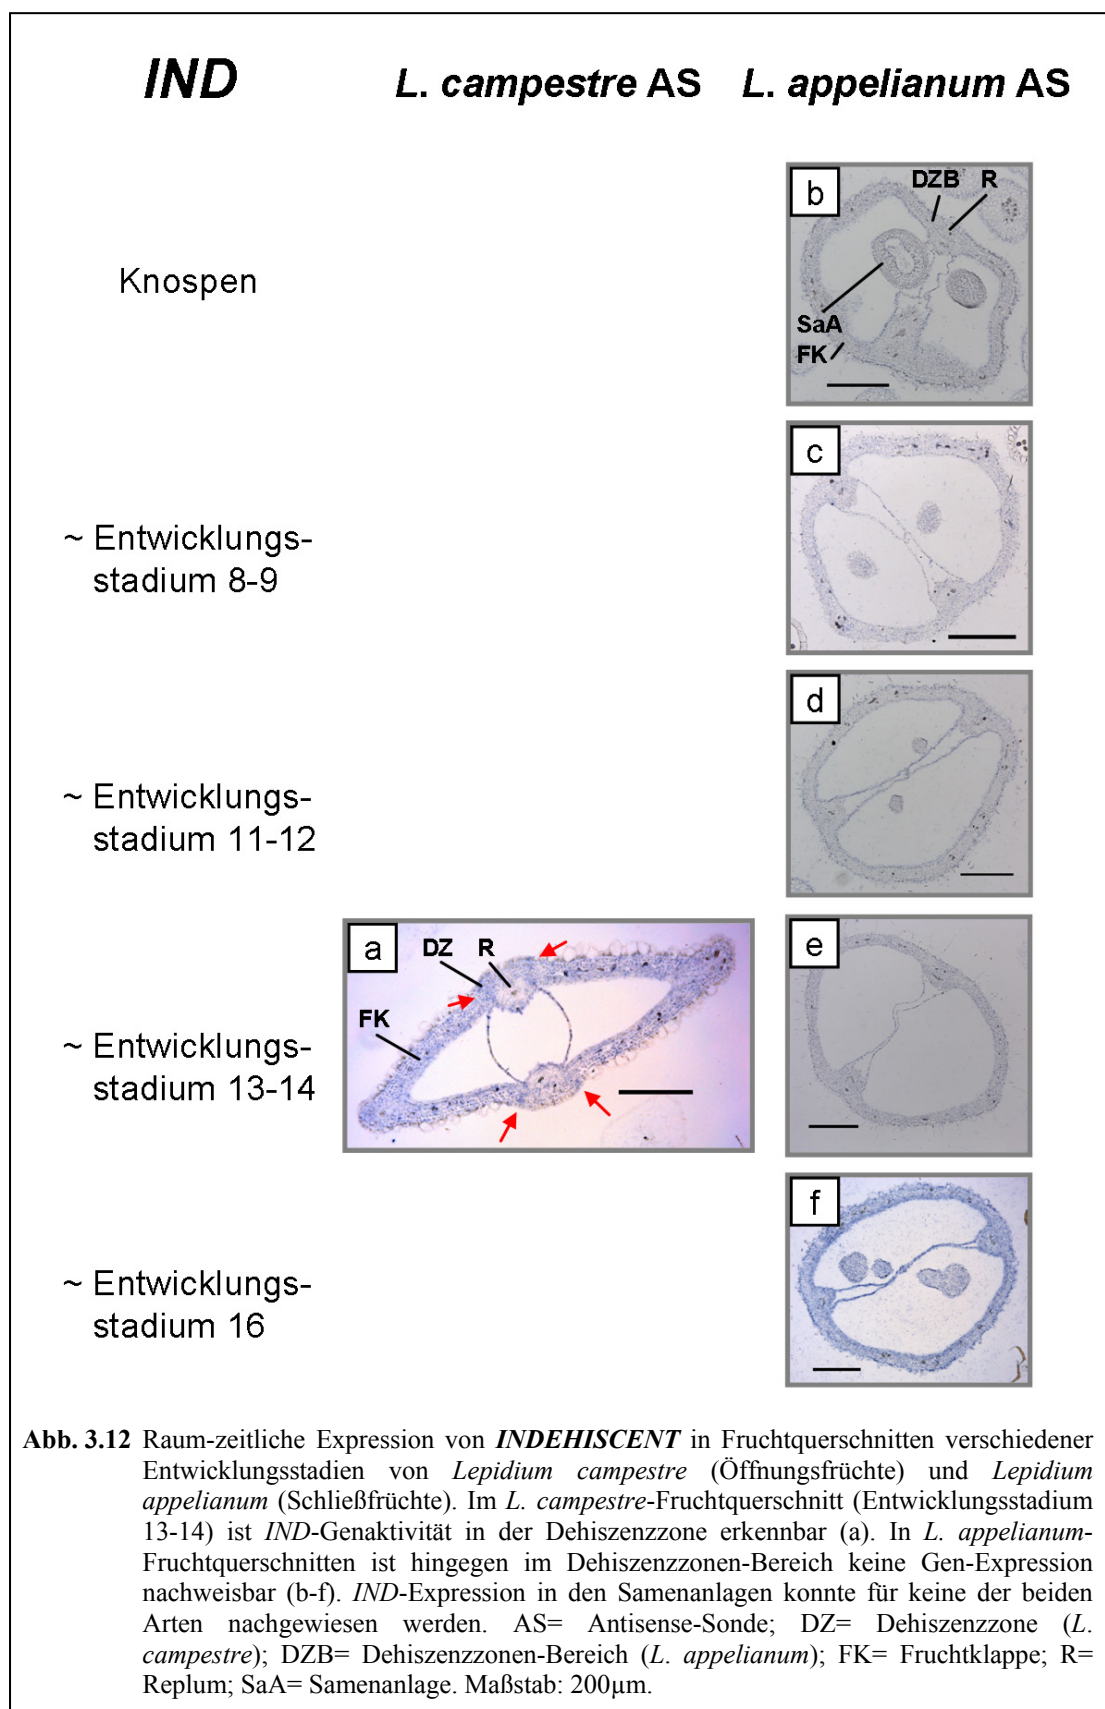 IND L. campestre AS L. appelianum AS
b DZB R
Knospen
SaA
FK
c
~ Entwicklungs-
stadium 8-9
d
~ Entwicklungs-
stadium 11-12
a DZ R
FK
e
~ Entwicklungs-
stadium 13-14
f
~ Entwicklungs-
stadium 16
Abb. 3.12 Raum-zeitliche Expression von INDEHISCENT in Fruchtquerschnitten verschiedener
Entwicklungsstadien von Lepidium campestre (Öffnungsfrüchte) und Lepidium
appelianum (Schließfrüchte). Im L. campestre-Fruchtquerschnitt (Entwicklungsstadium
13-14) ist IND-Genaktivität in der Dehiszenzzone erkennbar (a). In L. appelianum-
Fruchtquerschnitten ist hingegen im Dehiszenzzonen-Bereich keine Gen-Expression
nachweisbar (b-f). IND-Expression in den Samenanlagen konnte für keine der beiden
Arten nachgewiesen werden. AS= Antisense-Sonde; DZ= Dehiszenzzone (L.
campestre); DZB= Dehiszenzzonen-Bereich (L. appelianum); FK= Fruchtklappe; R=
Replum; SaA= Samenanlage. Maßstab: 200µm.